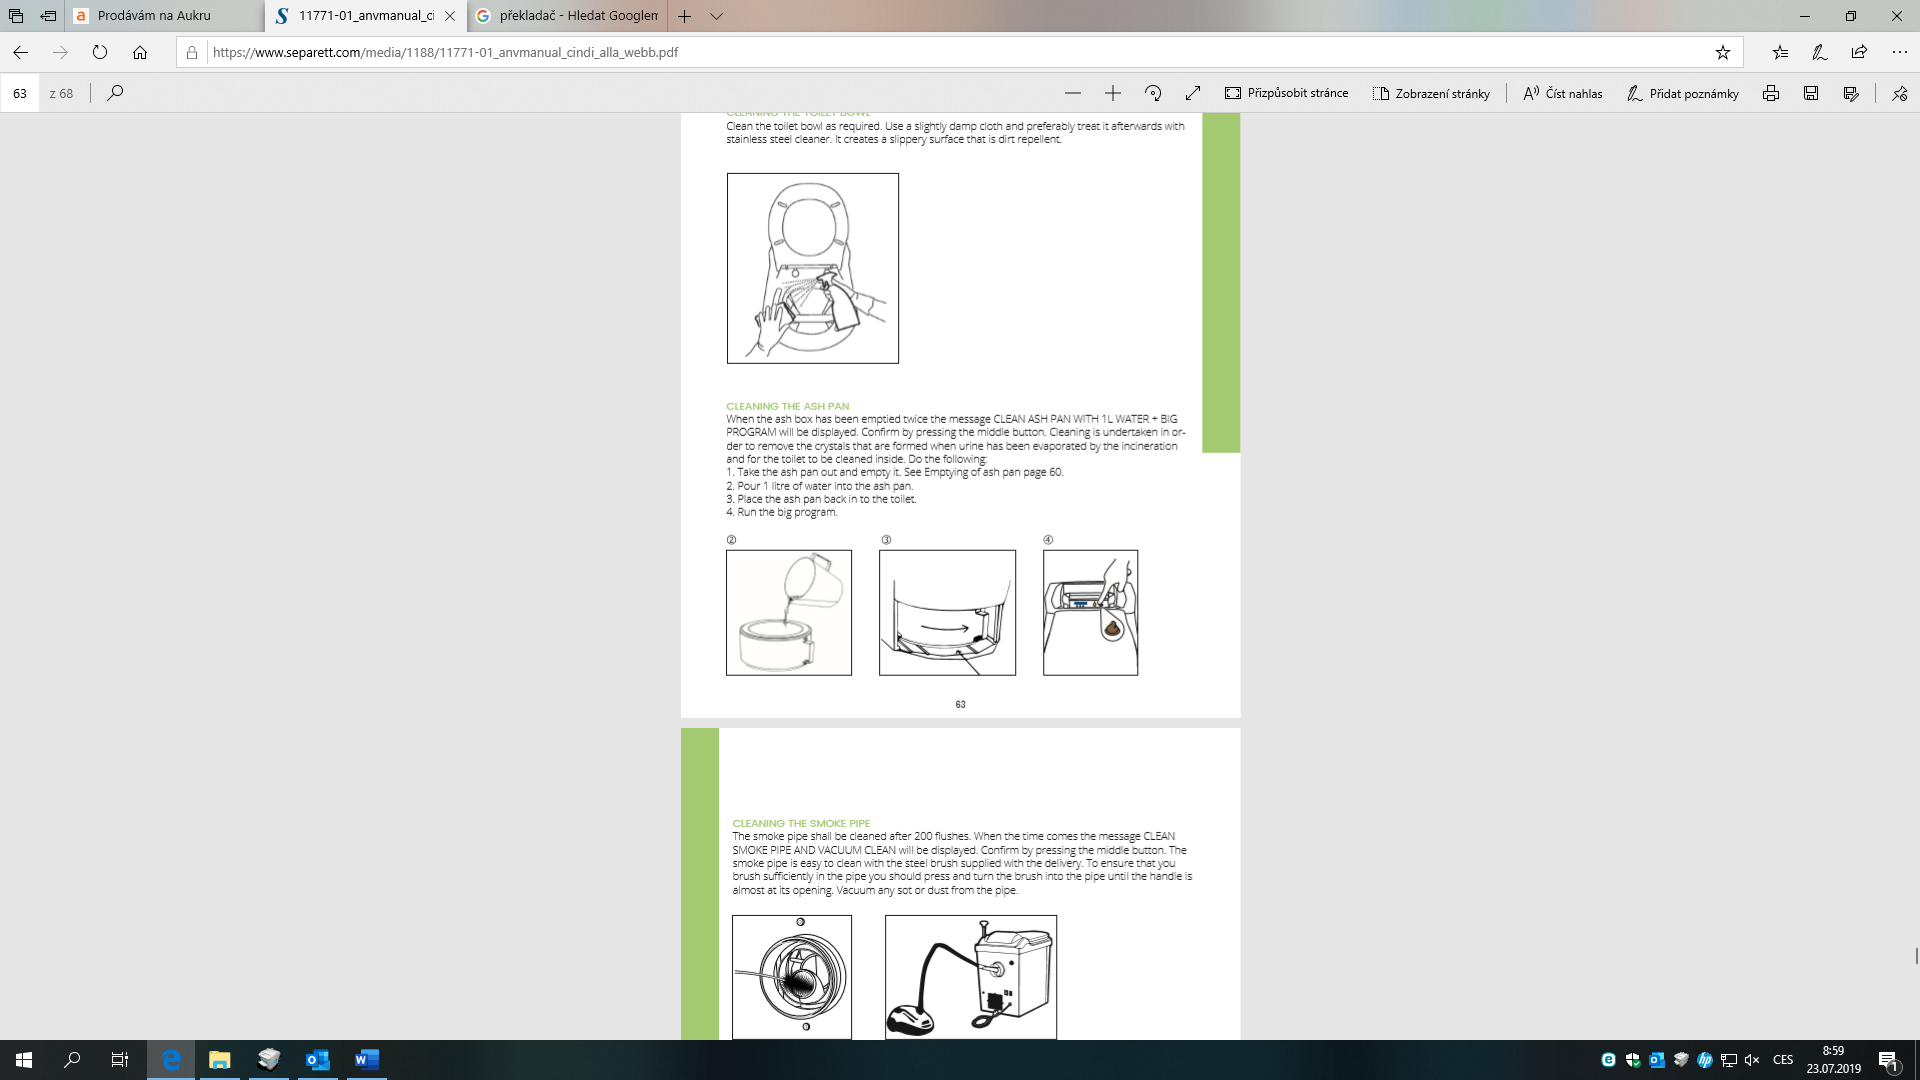 Prodávám na Aukru
11771-01_anvmanual_ci
překladač - Hledat Googlem
https://www.separett.com/media/1188/11771-01_anvmanual_cindi_alla_webb.pdf
63 z 68
Přizpůsobit stránce
Zobrazení stránky
Číst nahlas
Přidat poznámky
CLEANING THE TOILET BOWL
Clean the toilet bowl as required. Use a slightly damp cloth and preferably treat it afterwards with
stainless steel cleaner. It creates a slippery surface that is dirt repellent.
CLEANING THE ASH PAN
When the ash box has been emptied twice the message CLEAN ASH PAN WITH 1L WATER + BIG
PROGRAM will be displayed. Confirm by pressing the middle button. Cleaning is undertaken in or-
der to remove the crystals that are formed when urine has been evaporated by the incineration
and for the toilet to be cleaned inside. Do the following:
1. Take the ash pan out and empty it. See Emptying of ash pan page 60.
2. Pour 1 litre of water into the ash pan.
3. Place the ash pan back in to the toilet.
4. Run the big program.
② ③ ④
63
CLEANING THE SMOKE PIPE
The smoke pipe shall be cleaned after 200 flushes. When the time comes the message CLEAN
SMOKE PIPE AND VACUUM CLEAN will be displayed. Confirm by pressing the middle button. The
smoke pipe is easy to clean with the steel brush supplied with the delivery. To ensure that you
brush sufficiently in the pipe you should press and turn the brush into the pipe until the handle is
almost at its opening. Vacuum any sot or dust from the pipe.
CES
8:59
23.07.2019
1